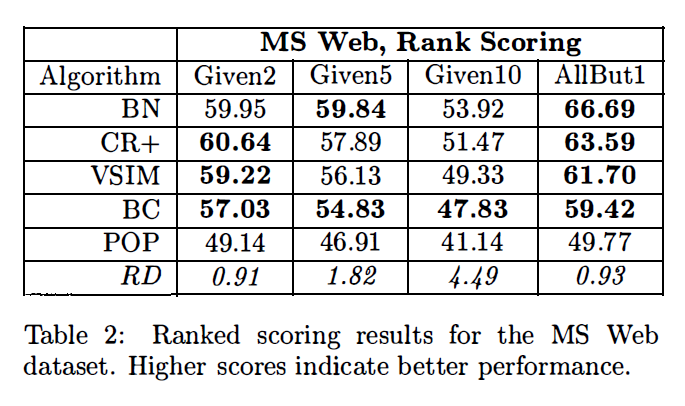 MS Web, Rank Scoring
Algorithm Given2 Given5 Given10 AllBut1
BN 59.95 59.84 53.92 66.69
CR+ 60.64 57.89 51.47 63.59
VSIM 59.22 56.13 49.33 61.70
BC 57.03 54.83 47.83 59.42
POP 49.14 46.91 41.14 49.77
RD 0.91 1.82 4.49 0.93
Table 2: Ranked scoring results for the MS Web
dataset. Higher scores indicate better performance.